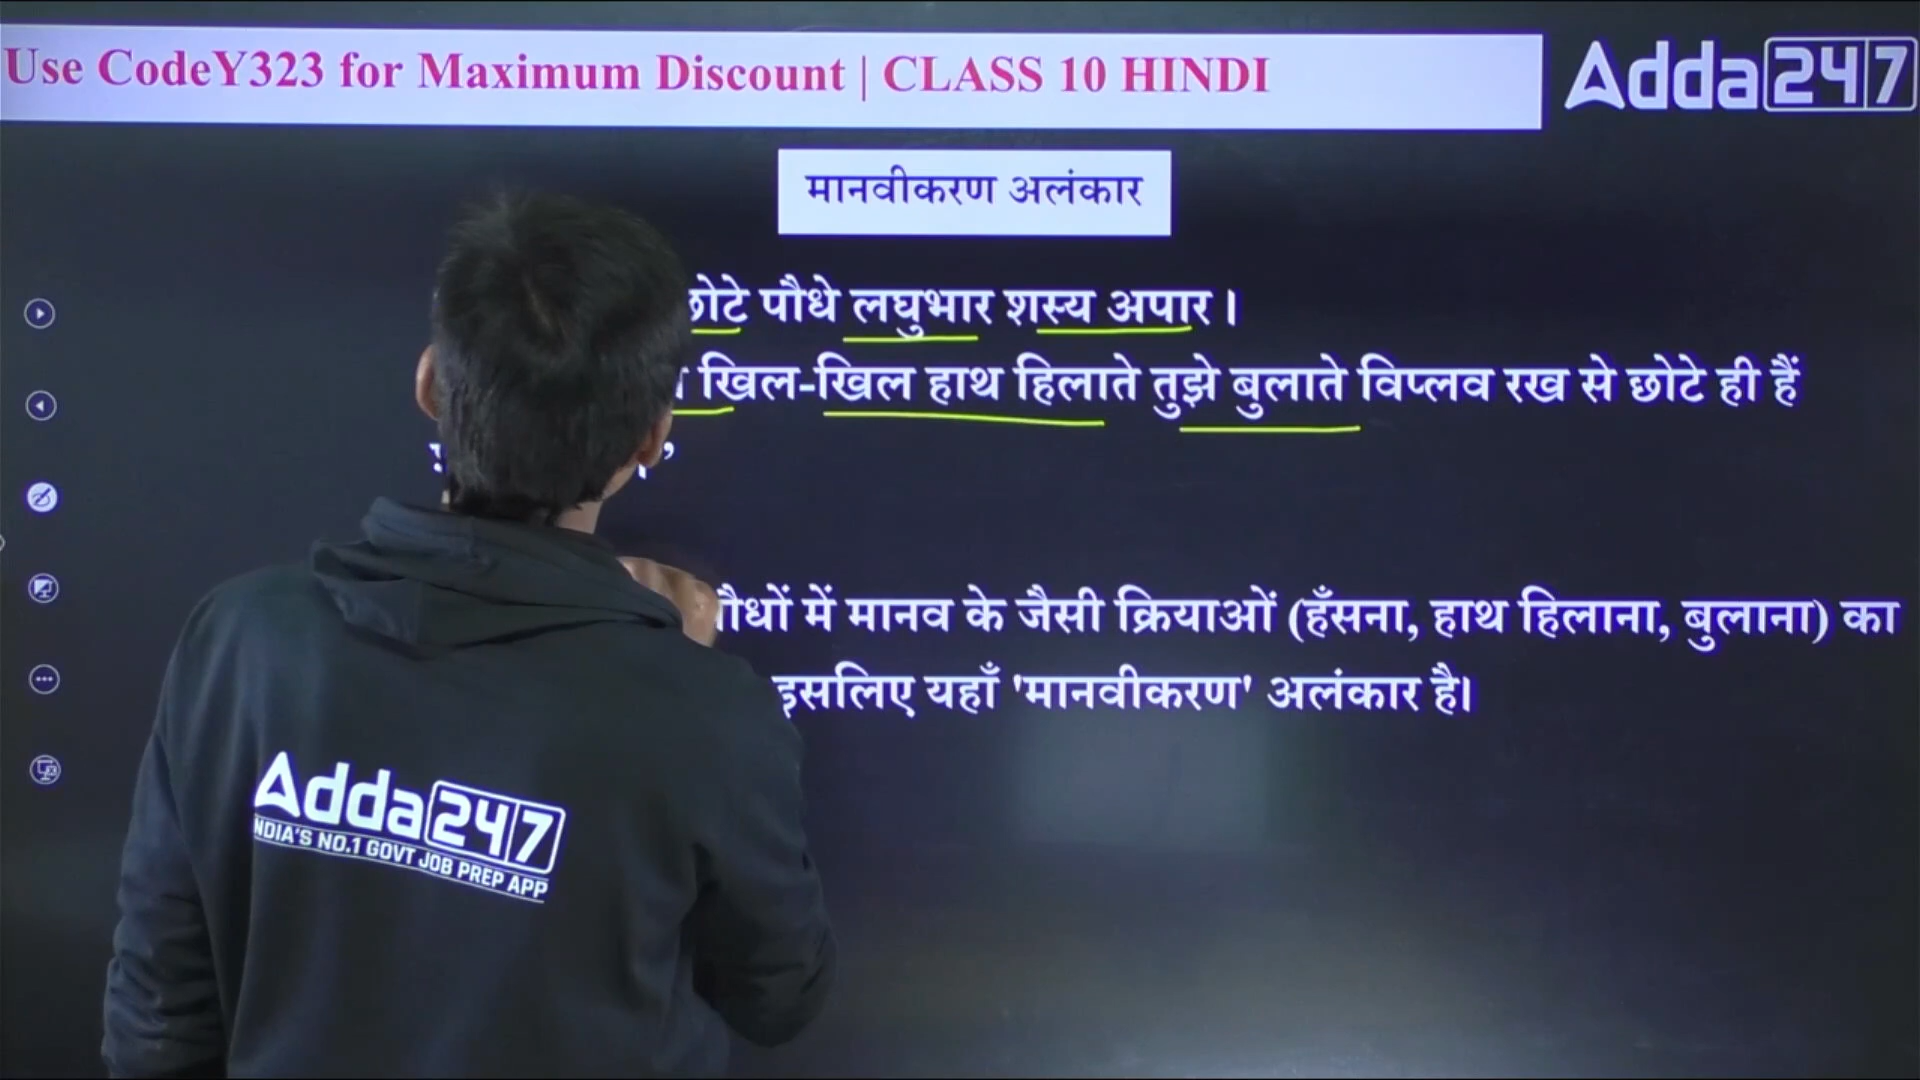 Use CodeY323 for Maximum Discount | CLASS 10 HINDI
Adda247
मानवीकरण अलंकार
छोटे पौधे लघुभार शस्य अपार ।
खिल-खिल हाथ हिलाते तुझे बुलाते विप्लव रख से छोटे ही हैं
में मानव के जैसी क्रियाओं (हँसना, हाथ हिलाना, बुलाना) का
इसलिए यहाँ 'मानवीकरण' अलंकार है।
Adda247
INDIA'S NO.1 GOVT JOB PREP APP